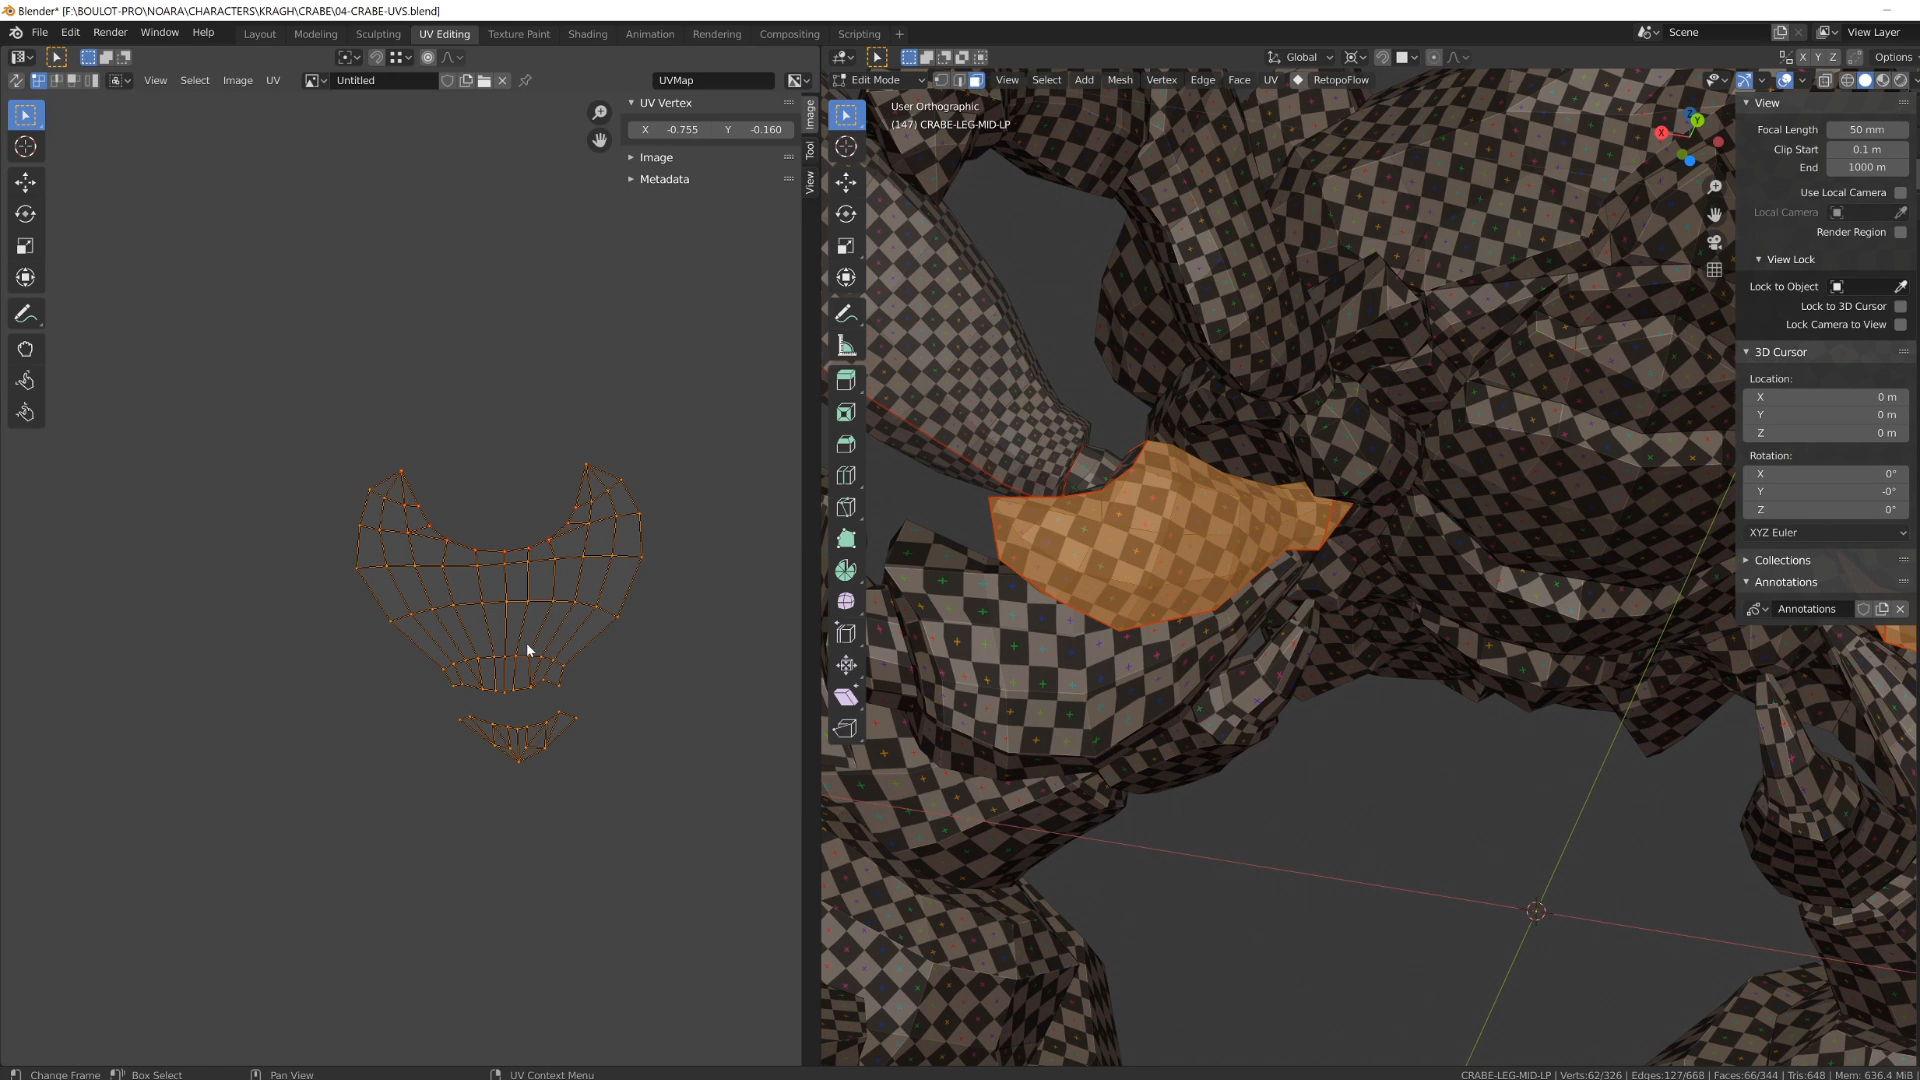 Blender* [F:\BOULOT-PRO\NOARA\CHARACTERS\KRAGH\CRABE\04-CRABE-UVS.blend]
File Edit Render Window Help Layout Modeling Sculpting UV Editing Texture Paint Shading Animation Rendering Compositing Scripting + Scene View Layer
Global X Y Z Options
View Select Image UV Untitled UVMap Edit Mode View Select Add Mesh Vertex Edge Face UV RetopoFlow
UV Vertex
X -0.755 Y -0.160
Image
Metadata
Image
Tool
View
User Orthographic
(147) CRABE-LEG-MID-LP
Z
Y
X
View
Focal Length 50 mm
Clip Start 0.1 m
End 1000 m
Use Local Camera
Local Camera
Render Region
View Lock
Lock to Object
Lock to 3D Cursor
Lock Camera to View
3D Cursor
Location:
X 0 m
Y 0 m
Z 0 m
Rotation:
X 0°
Y -0°
Z 0°
XYZ Euler
Collections
Annotations
Annotations
Change Frame Box Select Pan View UV Context Menu CRABE-LEG-MID-LP | Verts:62/326 | Edges:127/668 | Faces:66/344 | Tris:648 | Mem: 636.4 MiB